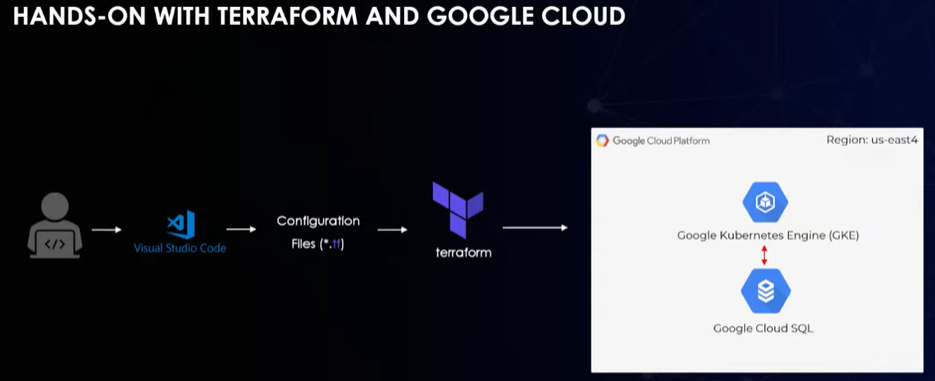 HANDS-ON WITH TERRAFORM AND GOOGLE CLOUD
Google Cloud Platform
Region: us-east4
</>
Visual Studio Code
Configuration
Files (*.tf)
terraform
Google Kubernetes Engine (GKE)
Google Cloud SQL